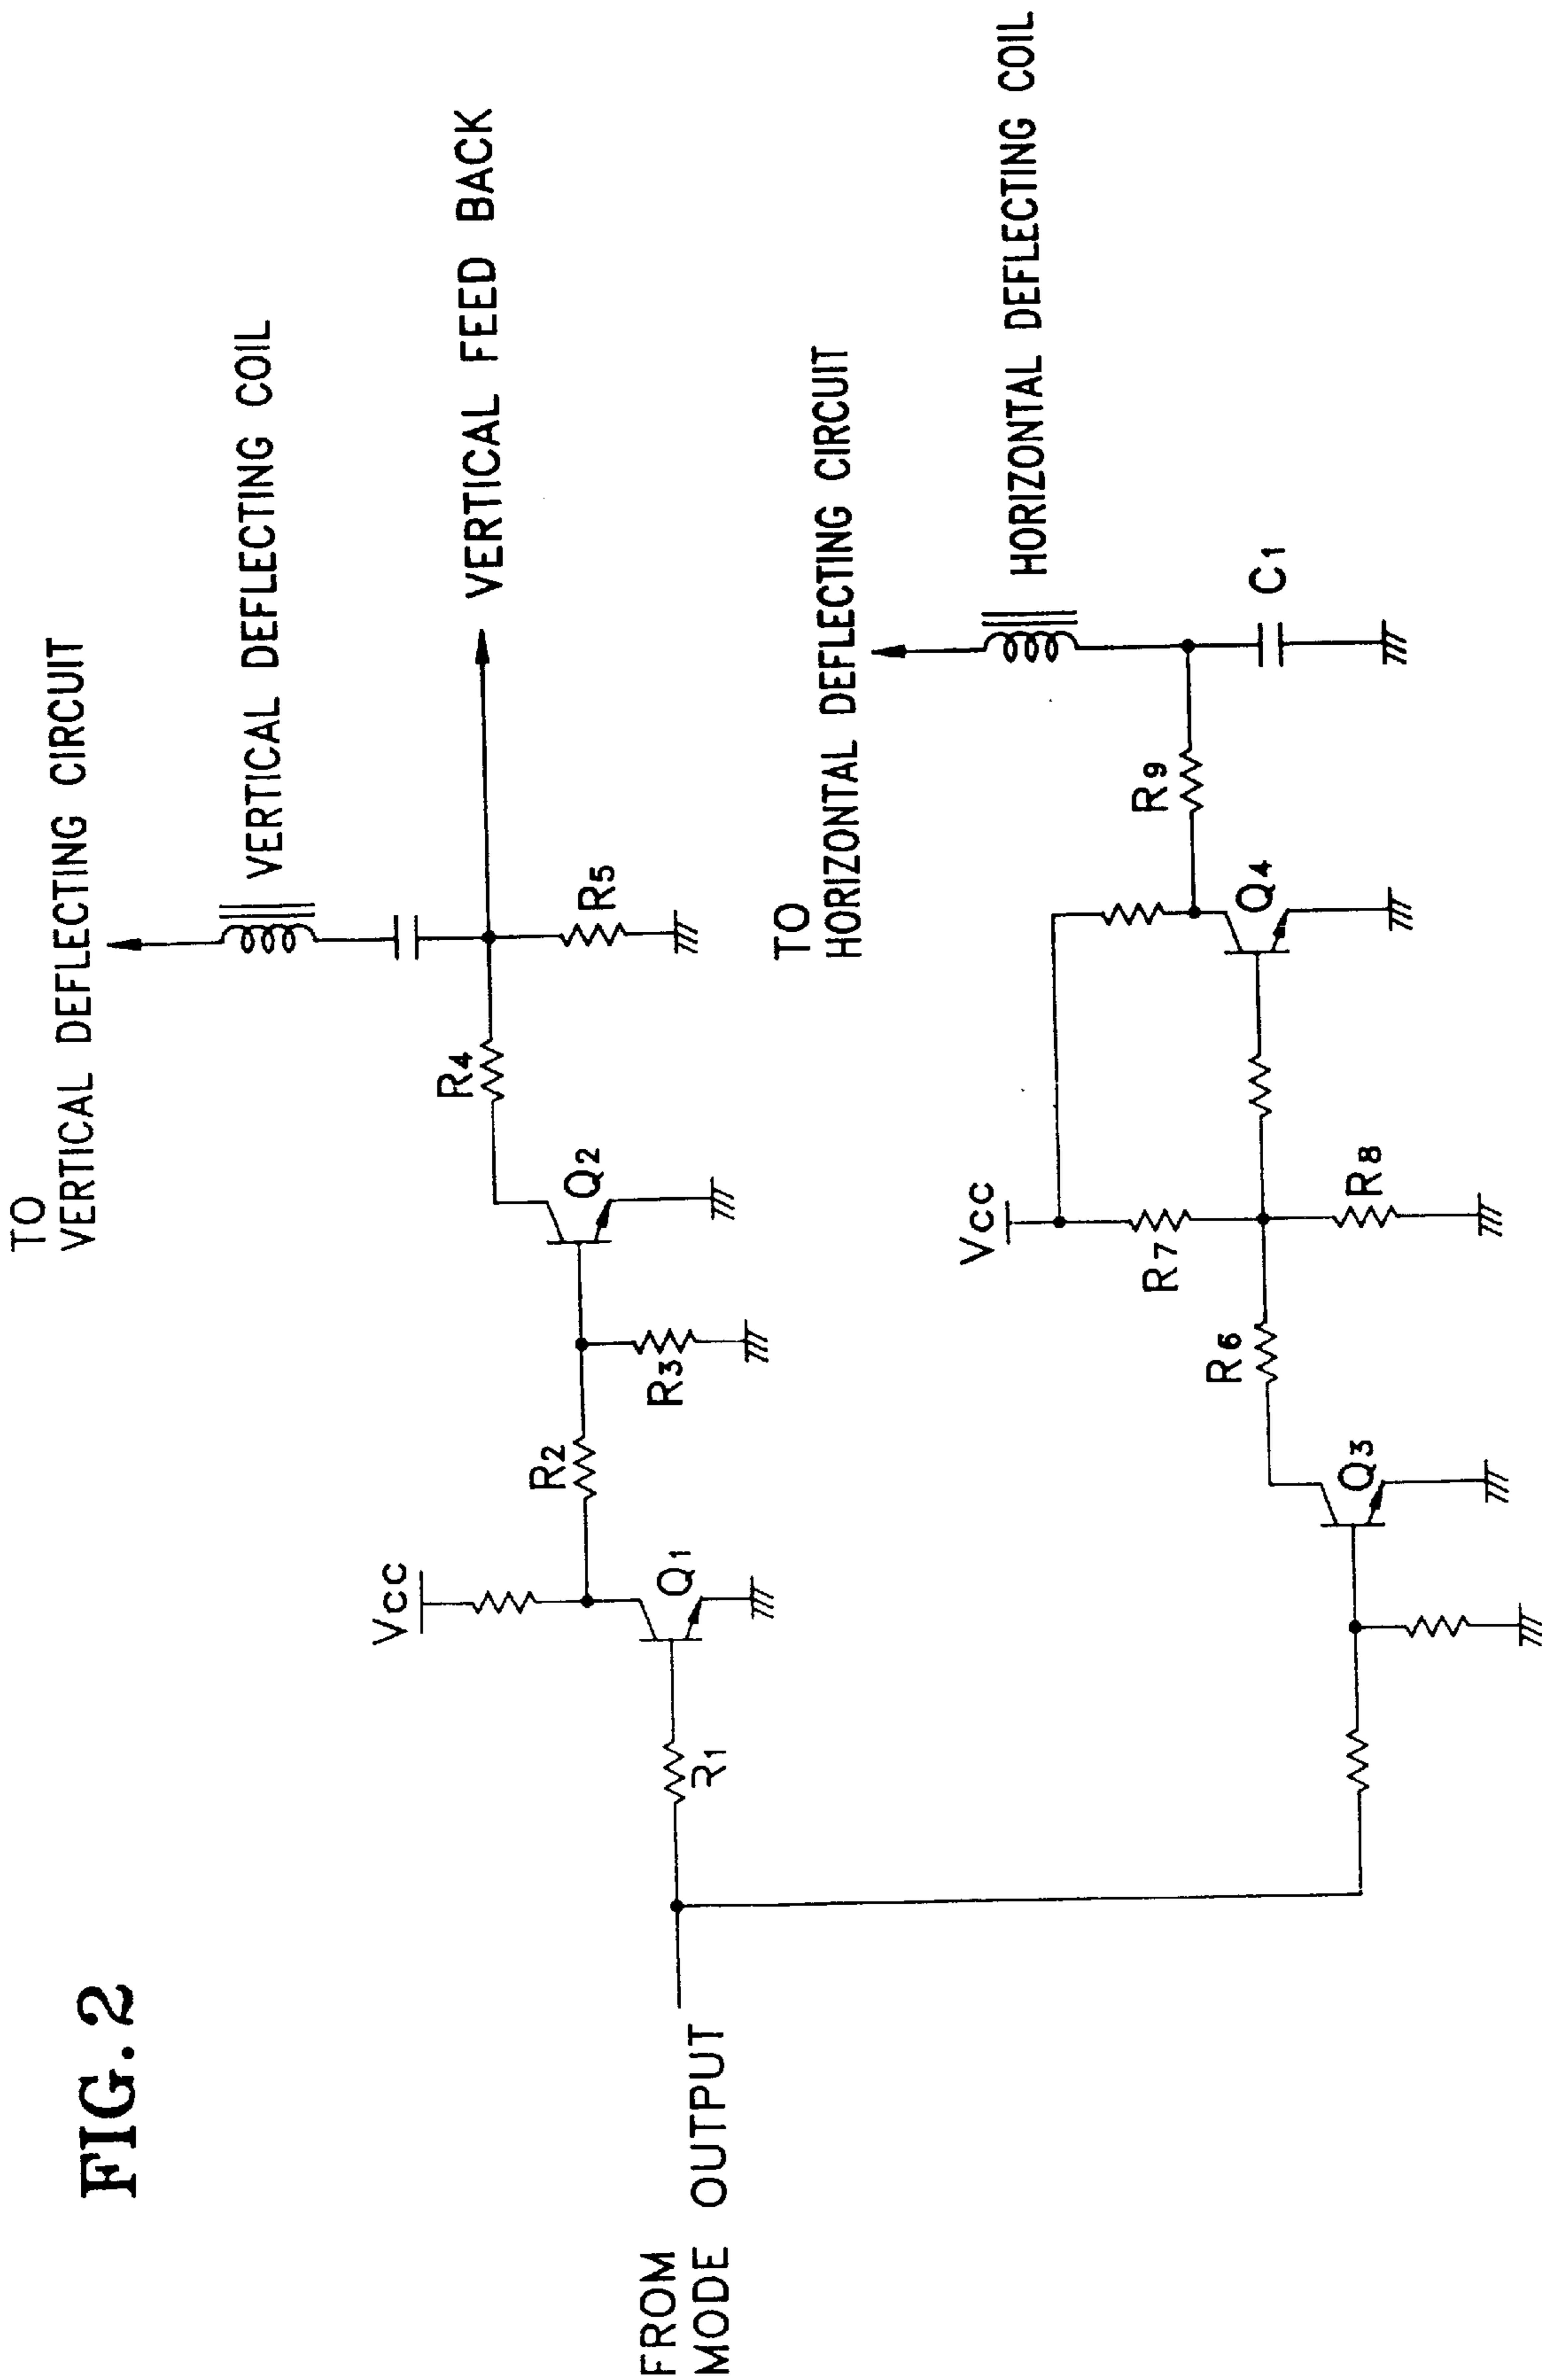 FIG. 2
TO
VERTICAL DEFLECTING CIRCUIT
VERTICAL DEFLECTING COIL
VERTICAL FEED BACK
Vcc
R1
Q1
R2
R3
Q2
R4
R5
FROM
MODE OUTPUT
TO
HORIZONTAL DEFLECTING CIRCUIT
HORIZONTAL DEFLECTING COIL
Vcc
Q3
R6
R7
R8
Q4
R9
C1